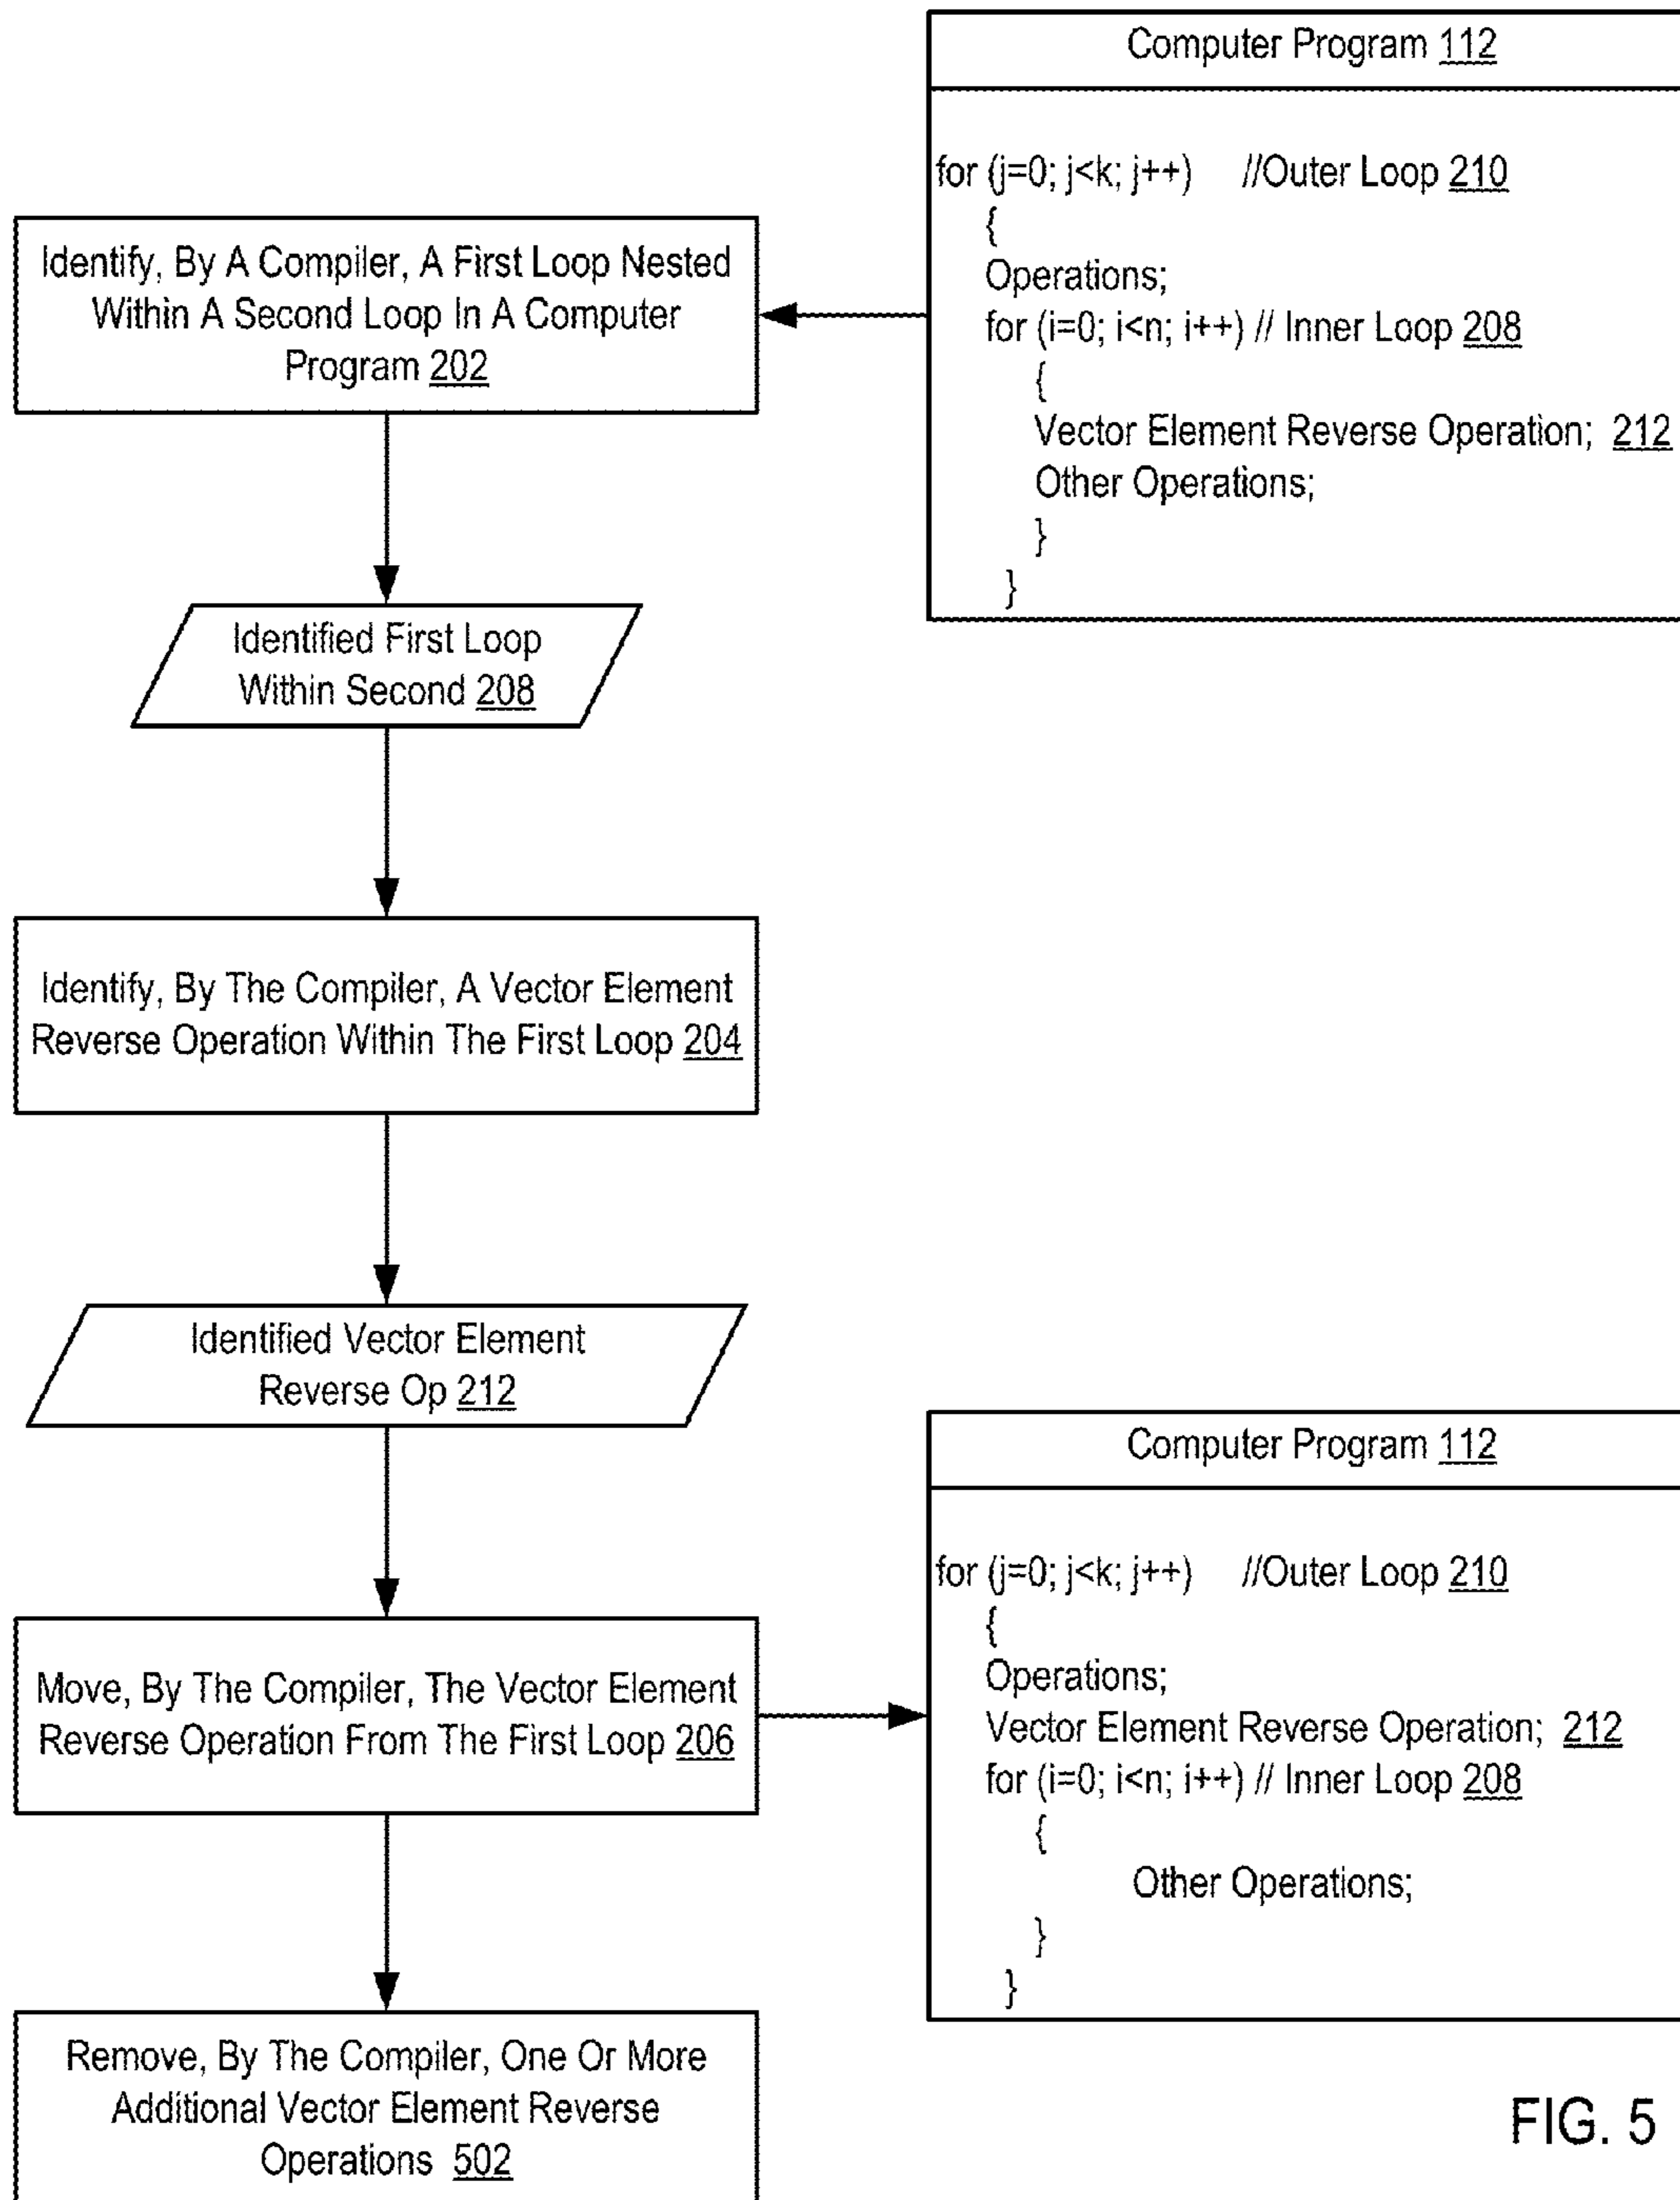 Computer Program 112
for (j=0; j<k; j++) //Outer Loop 210
{
Operations;
for (i=0; i<n; i++) // Inner Loop 208
{
Vector Element Reverse Operation; 212
Other Operations;
}
}
Identify, By A Compiler, A First Loop Nested
Within A Second Loop In A Computer
Program 202
Identified First Loop
Within Second 208
Identify, By The Compiler, A Vector Element
Reverse Operation Within The First Loop 204
Identified Vector Element
Reverse Op 212
Move, By The Compiler, The Vector Element
Reverse Operation From The First Loop 206
Computer Program 112
for (j=0; j<k; j++) //Outer Loop 210
{
Operations;
Vector Element Reverse Operation; 212
for (i=0; i<n; i++) // Inner Loop 208
{
Other Operations;
}
}
Remove, By The Compiler, One Or More
Additional Vector Element Reverse
Operations 502
FIG. 5